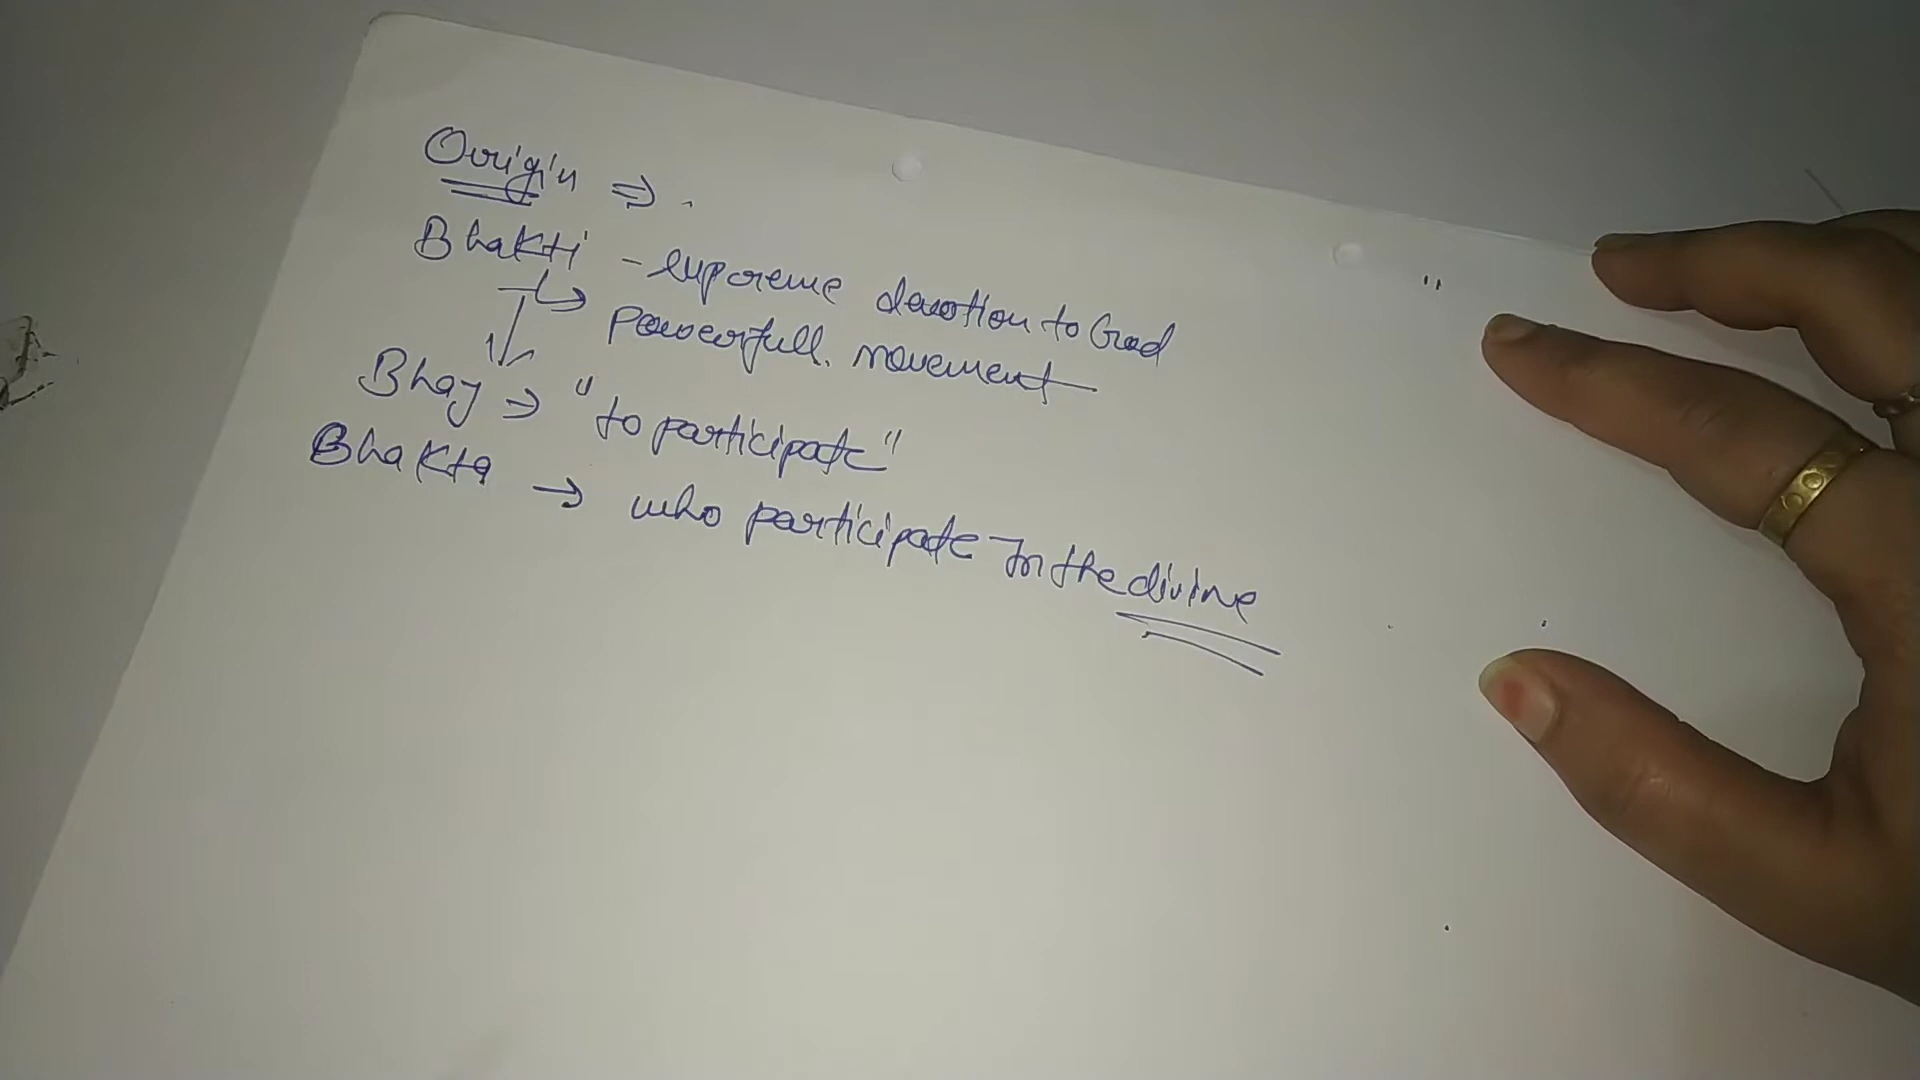 Origin ⇒
Bhakti - supreme devotion to God
↳ Powerfull movement
Bhaj ⇒ "to participate"
Bhakta → who participate In the divine